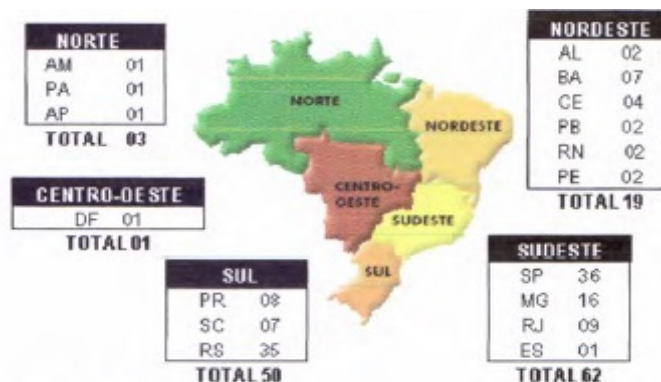 NORTE
AM 01
PA 01
AP 01
TOTAL 03
CENTRO-OESTE
DF 01
TOTAL 01
NORTE
NORDESTE
CENTRO-
OESTE
SUDESTE
SUL
NORDESTE
AL 02
BA 07
CE 04
PB 02
RN 02
PE 02
TOTAL 19
SUL
PR 08
SC 07
RS 35
TOTAL 50
SUDESTE
SP 36
MG 16
RJ 09
ES 01
TOTAL 62